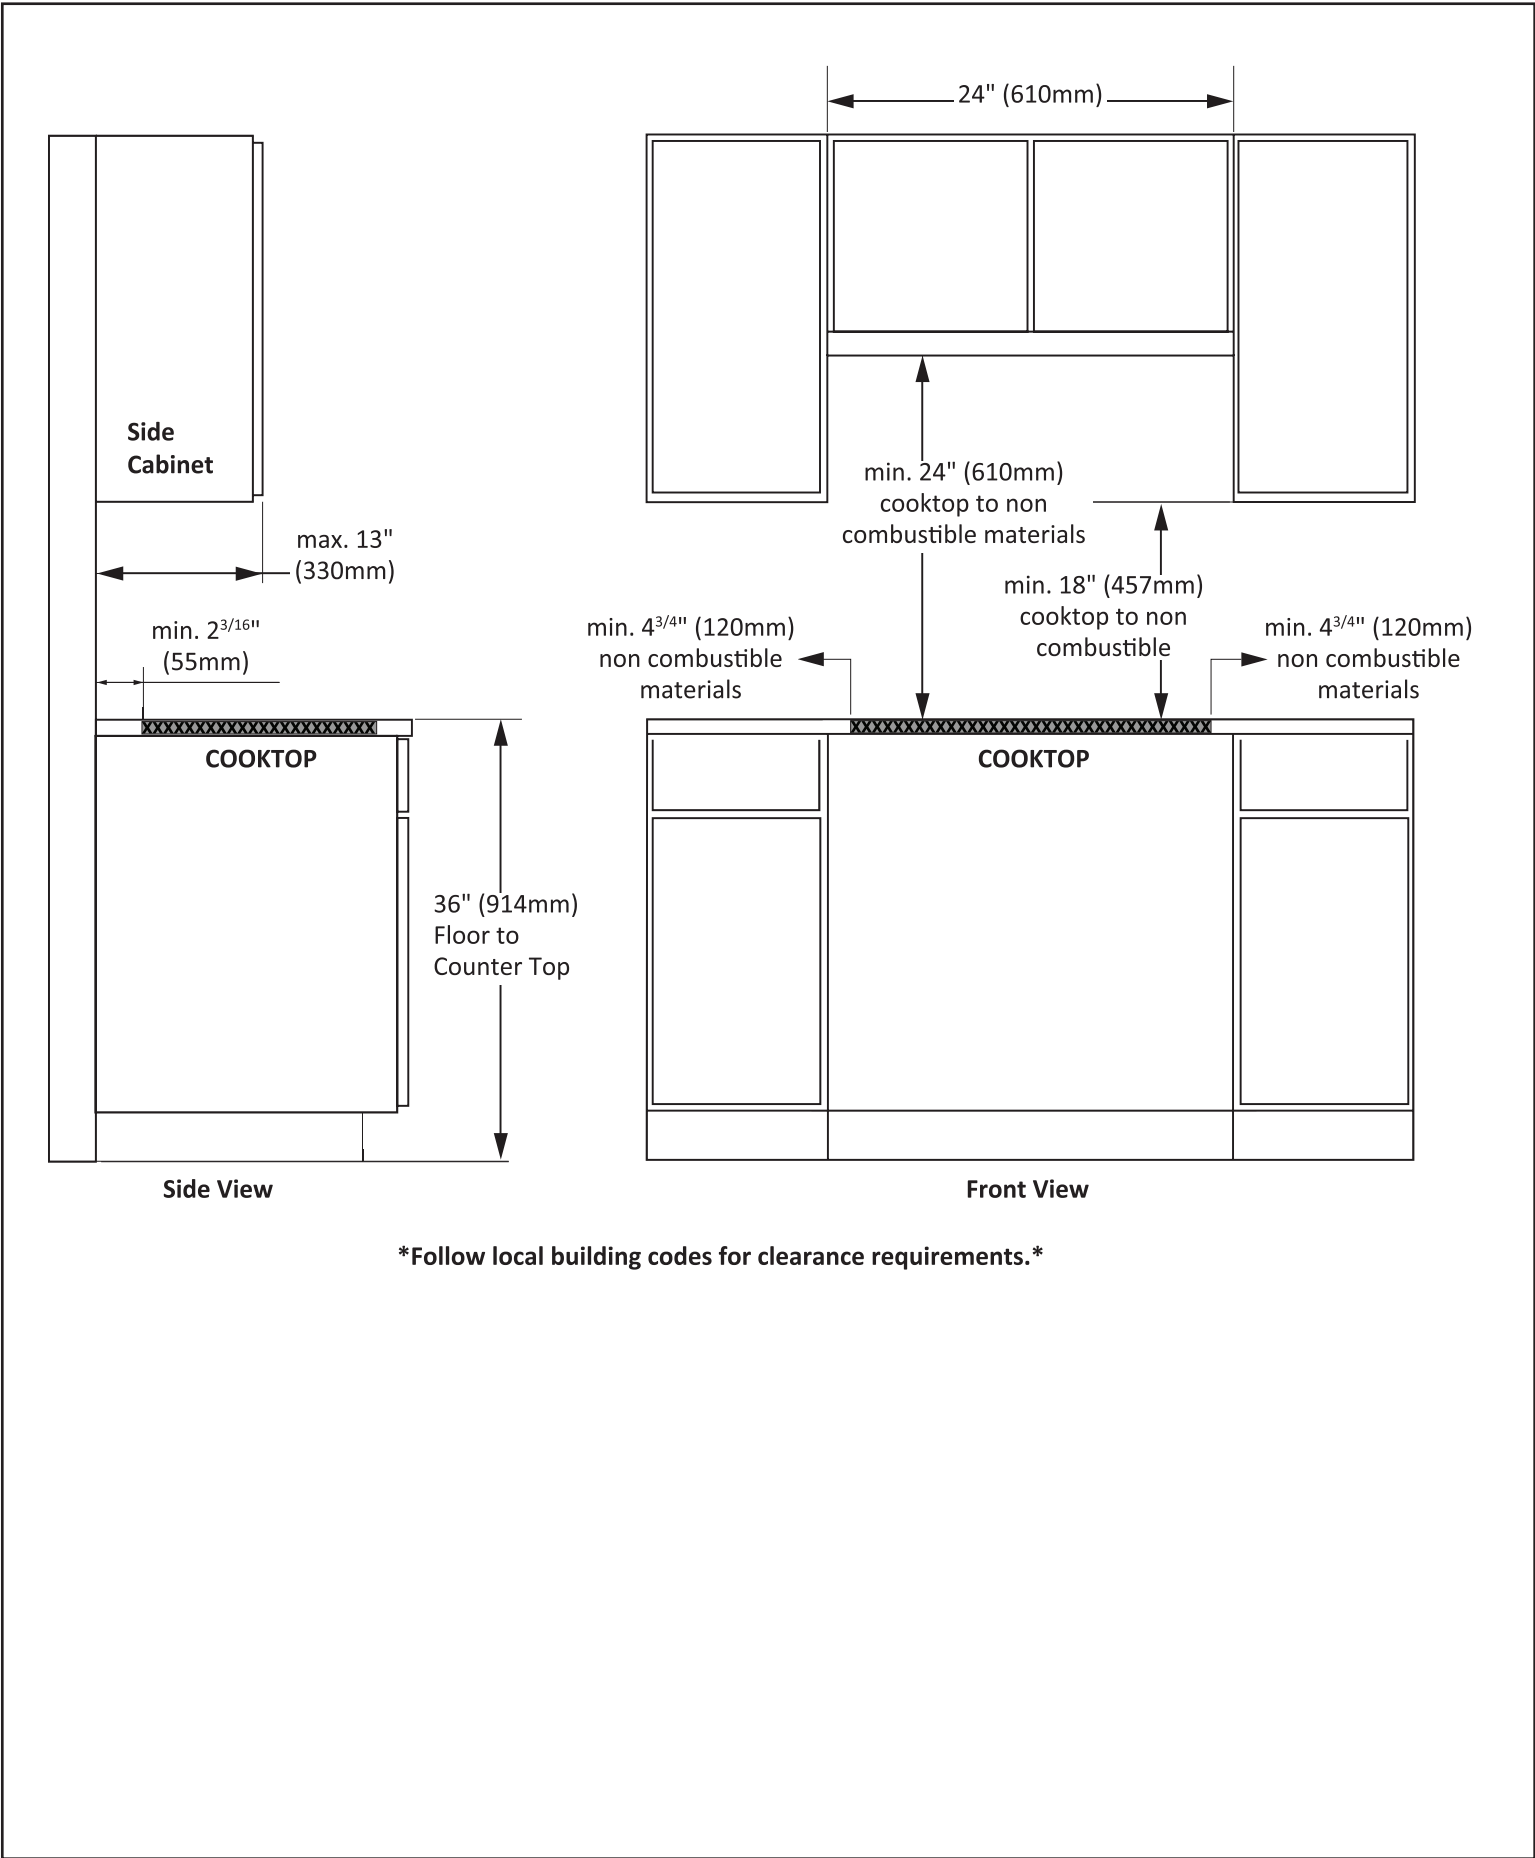 24" (610mm)
Side
Cabinet
max. 13"
(330mm)
min. 2 3/16"
(55mm)
COOKTOP
36" (914mm)
Floor to
Counter Top
Side View
min. 24" (610mm)
cooktop to non
combustible materials
min. 18" (457mm)
cooktop to non
combustible
min. 4 3/4" (120mm)
non combustible
materials
min. 4 3/4" (120mm)
non combustible
materials
XXXXXXXXXXXXXXXXXXXX
XXXXXXXXXXXXXXXXXXXXXXXXXXXXXXX
COOKTOP
Front View
*Follow local building codes for clearance requirements.*